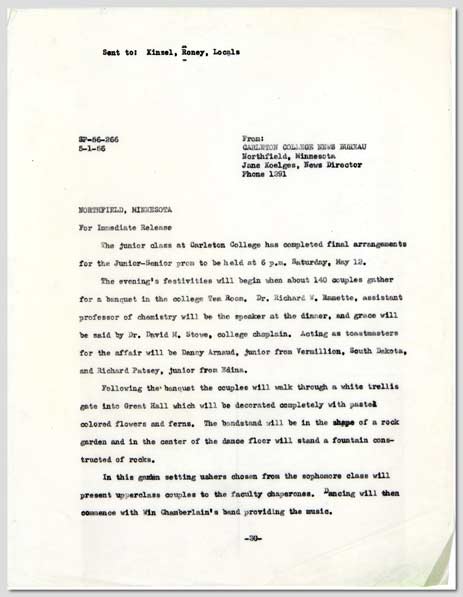 Sent to: Kinsel, Roney, Locals
SP-56-266
5-1-56
From:
CARLETON COLLEGE NEWS BUREAU
Northfield, Minnesota
Jane Koelges, News Director
Phone 1291
NORTHFIELD, MINNESOTA
For Immediate Release
The junior class at Carleton College has completed final arrangements
for the Junior-Senior prom to be held at 6 p.m. Saturday, May 12.
The evening's festivities will begin when about 140 couples gather
for a banquet in the college Tea Room. Dr. Richard W. Ramette, assistant
professor of chemistry will be the speaker at the dinner, and grace will
be said by Dr. David M. Stowe, college chaplain. Acting as toastmasters
for the affair will be Danny Arnaud, junior from Vermillion, South Dakota,
and Richard Patsey, junior from Edina.
Following the banquet the couples will walk through a white trellis
gate into Great Hall which will be decorated completely with pastel
colored flowers and ferns. The bandstand will be in the shape of a rock
garden and in the center of the dance floor will stand a fountain cons-
tructed of rocks.
In this garden setting ushers chosen from the sophomore class will
present upperclass couples to the faculty chaperones. Dancing will then
commence with Win Chamberlain's band providing the music.
-30-